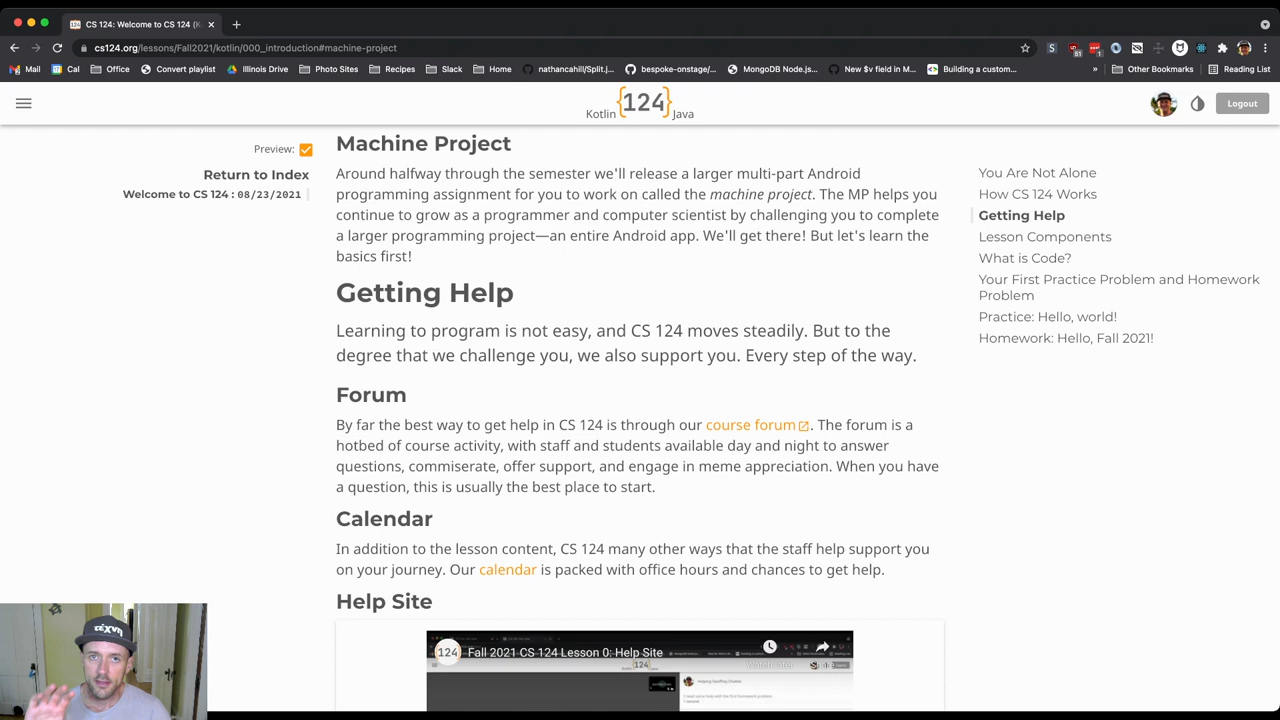 CS 124: Welcome to CS 124 (K
cs124.org/lessons/Fall2021/kotlin/000_introduction#machine-project
Mail
Cal
Office
Convert playlist
Illinois Drive
Photo Sites
Recipes
Slides
Home
nathancahill/Split.j...
bespoke-onstage/...
MongoDB Node.js...
New $v field in M...
Building a custom...
»
Other Bookmarks
Reading List
Kotlin {124} Java
Logout
Preview:
Return to Index
Welcome to CS 124 : 08/23/2021
Machine Project
Around halfway through the semester we'll release a larger multi-part Android
programming assignment for you to work on called the machine project. The MP helps you
continue to grow as a programmer and computer scientist by challenging you to complete
a larger programming project—an entire Android app. We'll get there! But let's learn the
basics first!
Getting Help
Learning to program is not easy, and CS 124 moves steadily. But to the
degree that we challenge you, we also support you. Every step of the way.
Forum
By far the best way to get help in CS 124 is through our course forum. The forum is a
hotbed of course activity, with staff and students available day and night to answer
questions, commiserate, offer support, and engage in meme appreciation. When you have
a question, this is usually the best place to start.
Calendar
In addition to the lesson content, CS 124 many other ways that the staff help support you
on your journey. Our calendar is packed with office hours and chances to get help.
Help Site
124
Fall 2021 CS 124 Lesson 0: Help Site
Watch later
Share
Kotlin {124} Java
You Are Not Alone
How CS 124 Works
Getting Help
Lesson Components
What is Code?
Your First Practice Problem and Homework
Problem
Practice: Hello, world!
Homework: Hello, Fall 2021!
τέχνη